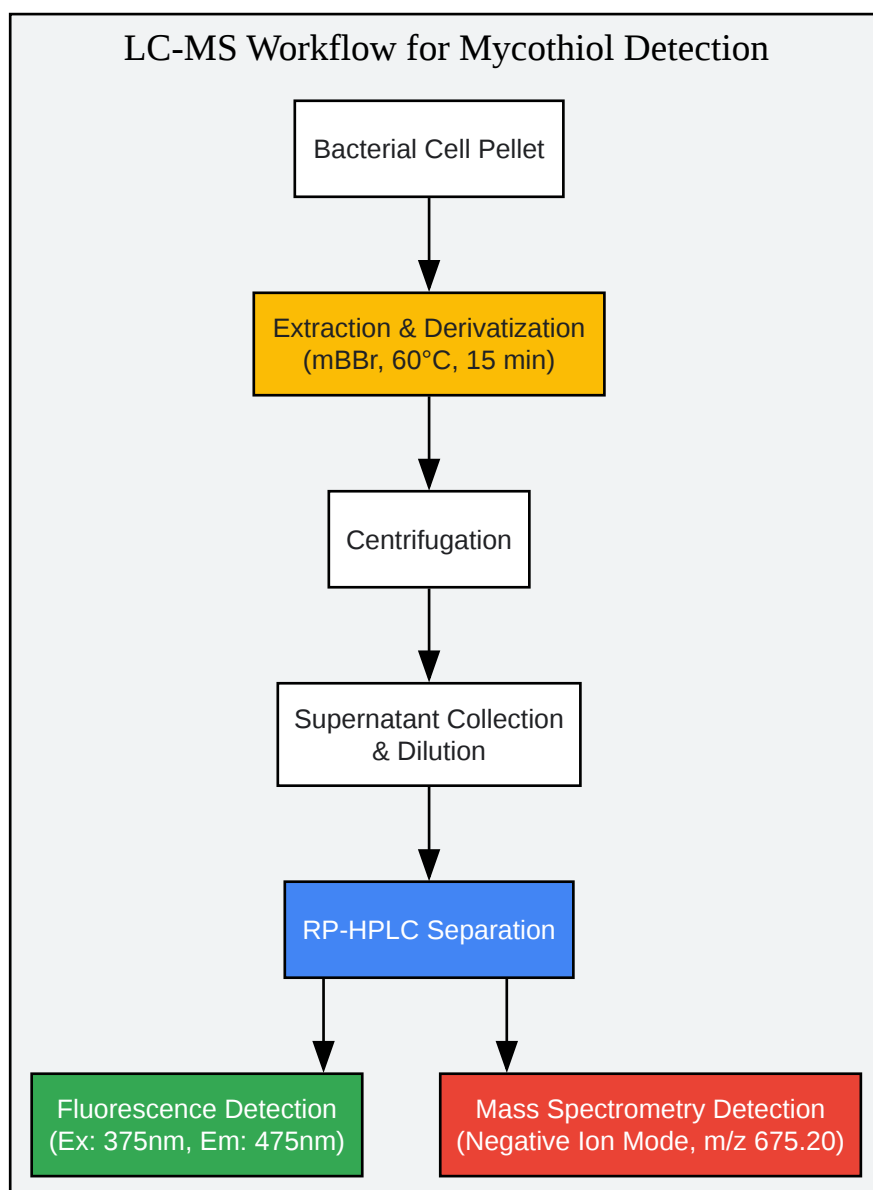 LC-MS Workflow for Mycothiol Detection
Bacterial Cell Pellet
Extraction & Derivatization
(mBBr, 60°C, 15 min)
Centrifugation
Supernatant Collection
& Dilution
RP-HPLC Separation
Fluorescence Detection
(Ex: 375nm, Em: 475nm)
Mass Spectrometry Detection
(Negative Ion Mode, m/z 675.20)